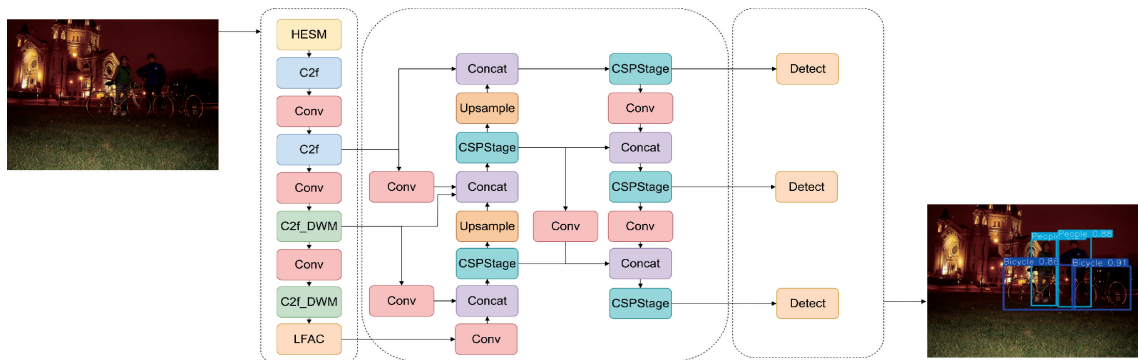 HESM
C2f
Conv
C2f
Conv
C2f_DWM
Conv
C2f_DWM
LFAC
Conv
Conv
Concat
Upsample
CSPStage
Concat
Upsample
CSPStage
Concat
Conv
Conv
CSPStage
Conv
Concat
CSPStage
Conv
Concat
CSPStage
Detect
Detect
Detect
People 0.88
Bicycle 0.86
Bicycle 0.91